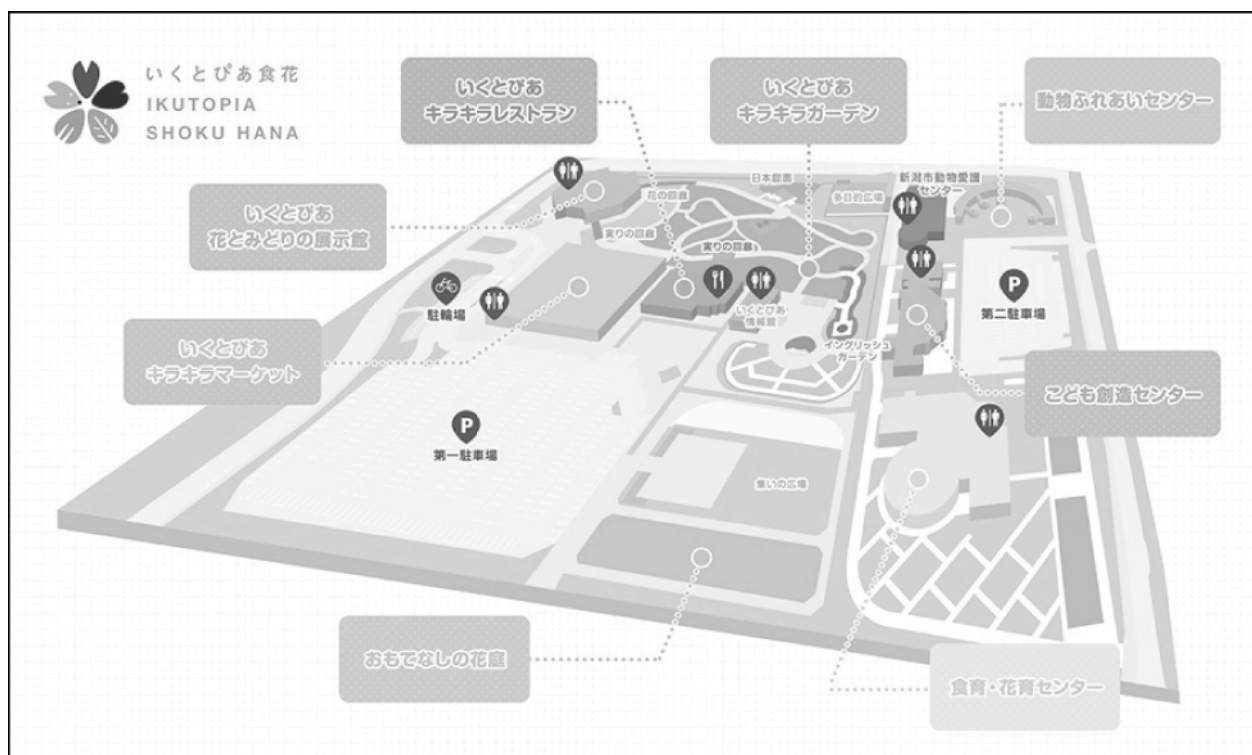 いくとぴあ食花
IKUTOPIA
SHOKU HANA
いくとぴあ
キラキラレストラン
いくとぴあ
キラキラガーデン
動物ふれあいセンター
いくとぴあ
花とみどりの展示館
日本庭園
花の回廊
多目的広場
新潟市動物愛護
センター
実りの回廊
実りの回廊
駐輪場
いくとぴあ
情報館
P
第二駐車場
イングリッシュ
ガーデン
いくとぴあ
キラキラマーケット
こども創造センター
P
第一駐車場
集いの広場
おもてなしの花庭
食育・花育センター